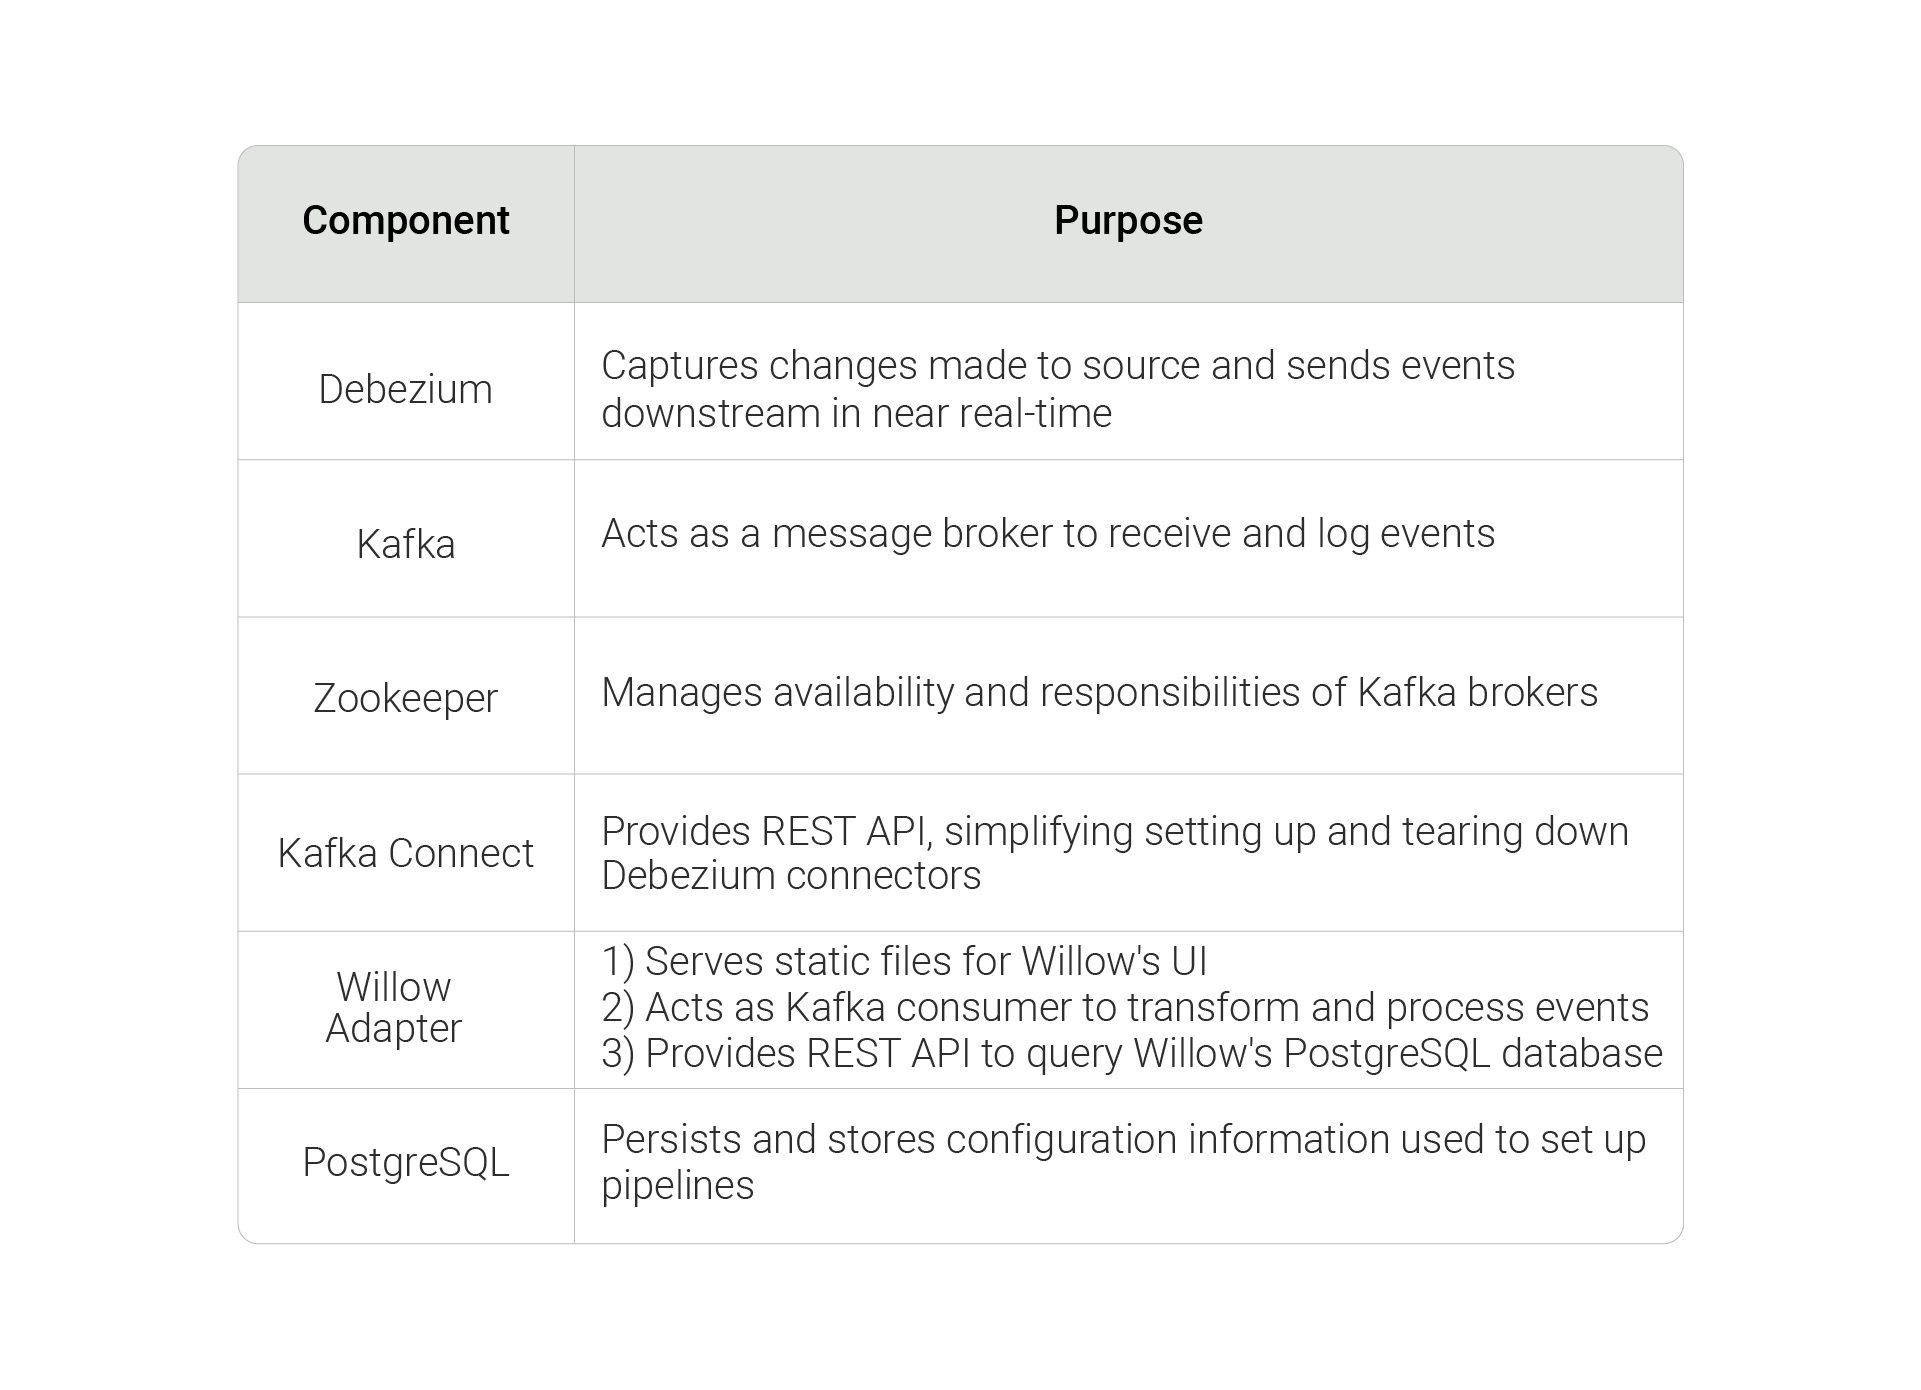 Component
Purpose
Debezium
Captures changes made to source and sends events
downstream in near real-time
Kafka
Acts as a message broker to receive and log events
Zookeeper
Manages availability and responsibilities of Kafka brokers
Kafka Connect
Provides REST API, simplifying setting up and tearing down
Debezium connectors
Willow
Adapter
1) Serves static files for Willow's UI
2) Acts as Kafka consumer to transform and process events
3) Provides REST API to query Willow's PostgreSQL database
PostgreSQL
Persists and stores configuration information used to set up
pipelines